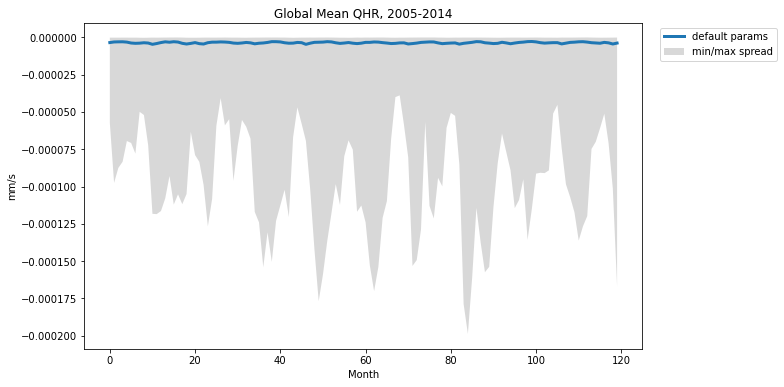 Global Mean QHR, 2005-2014
default params
min/max spread
0.000000
−0.000025
−0.000050
−0.000075
−0.000100
−0.000125
−0.000150
−0.000175
−0.000200
mm/s
0 20 40 60 80 100 120
Month